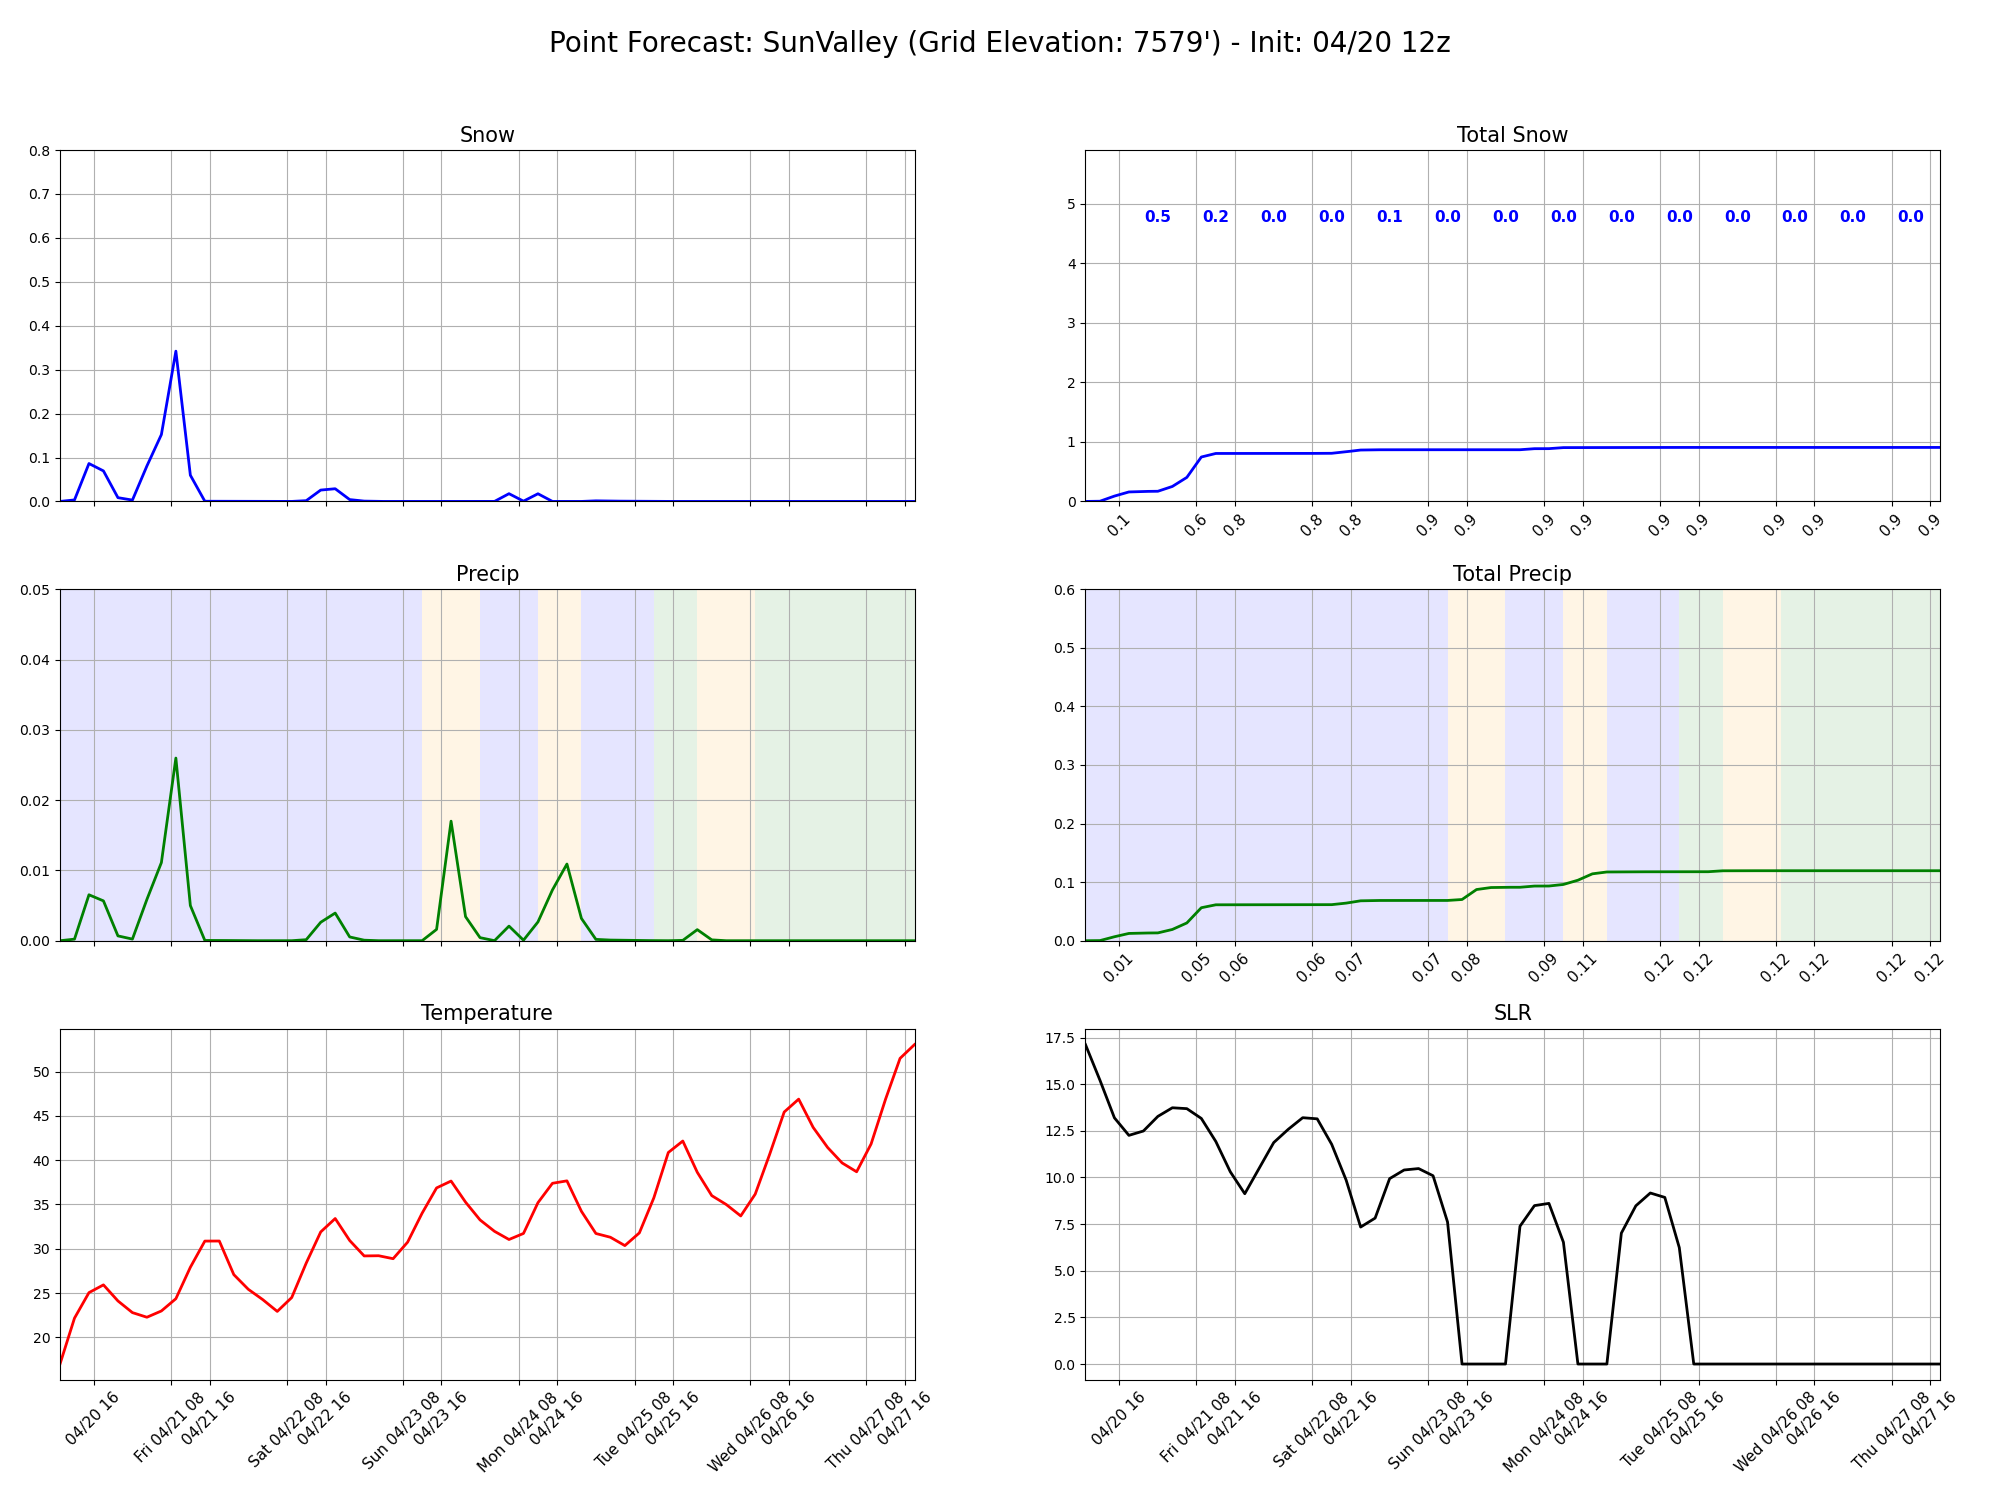 Point Forecast: SunValley (Grid Elevation: 7579') - Init: 04/20 12z
Snow
0.8
0.7
0.6
0.5
0.4
0.3
0.2
0.1
0.0
Total Snow
5
4
3
2
1
0
0.5 0.2 0.0 0.0 0.1 0.0 0.0 0.0 0.0 0.0 0.0 0.0 0.0 0.0
0.1 0.6 0.8 0.8 0.8 0.9 0.9 0.9 0.9 0.9 0.9 0.9 0.9 0.9 0.9
Precip
0.05
0.04
0.03
0.02
0.01
0.00
Total Precip
0.6
0.5
0.4
0.3
0.2
0.1
0.0
0.01 0.05 0.06 0.06 0.07 0.07 0.08 0.09 0.11 0.12 0.12 0.12 0.12 0.12 0.12
Temperature
50
45
40
35
30
25
20
04/20 16
Fri 04/21 08
04/21 16
Sat 04/22 08
04/22 16
Sun 04/23 08
04/23 16
Mon 04/24 08
04/24 16
Tue 04/25 08
04/25 16
Wed 04/26 08
04/26 16
Thu 04/27 08
04/27 16
SLR
17.5
15.0
12.5
10.0
7.5
5.0
2.5
0.0
04/20 16
Fri 04/21 08
04/21 16
Sat 04/22 08
04/22 16
Sun 04/23 08
04/23 16
Mon 04/24 08
04/24 16
Tue 04/25 08
04/25 16
Wed 04/26 08
04/26 16
Thu 04/27 08
04/27 16